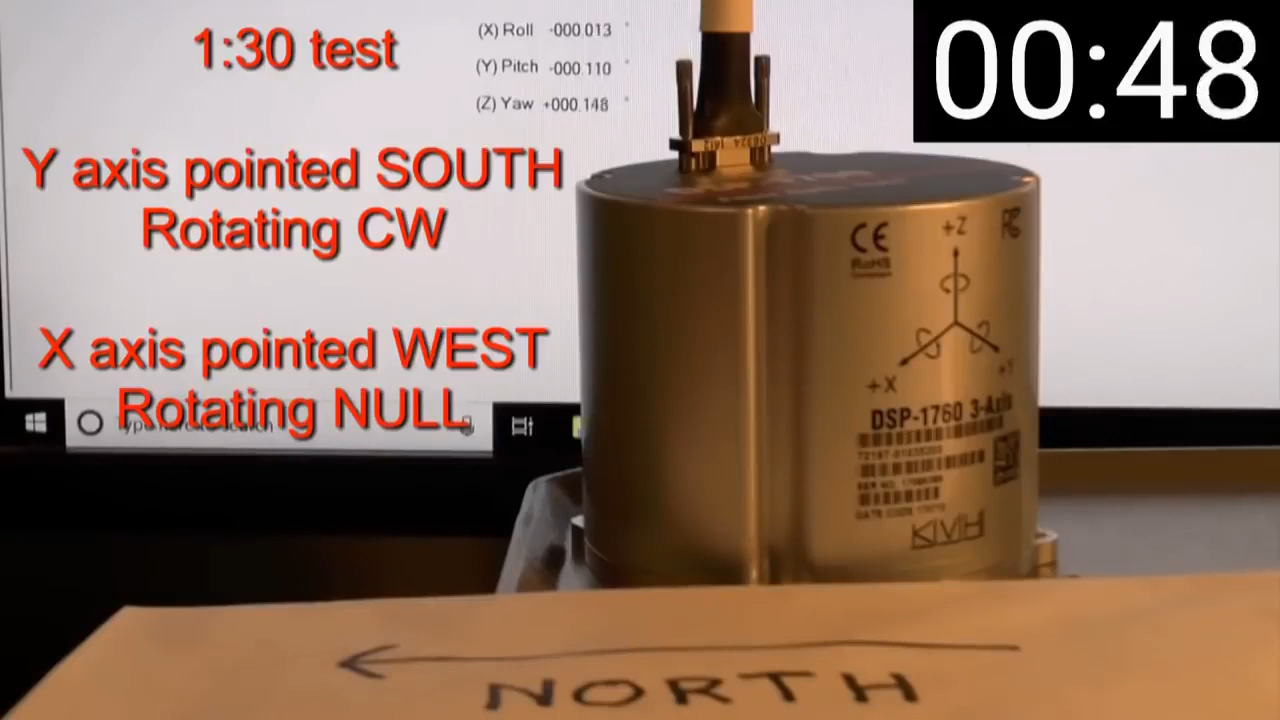 1:30 test
(X) Roll -000.013 °
(Y) Pitch -000.110 °
(Z) Yaw +000.148 °
00:48
Y axis pointed SOUTH
Rotating CW
X axis pointed WEST
Rotating NULL
CE
RoHS
+Z
+X
+Y
DSP-1760 3-Axis
KVH
NORTH